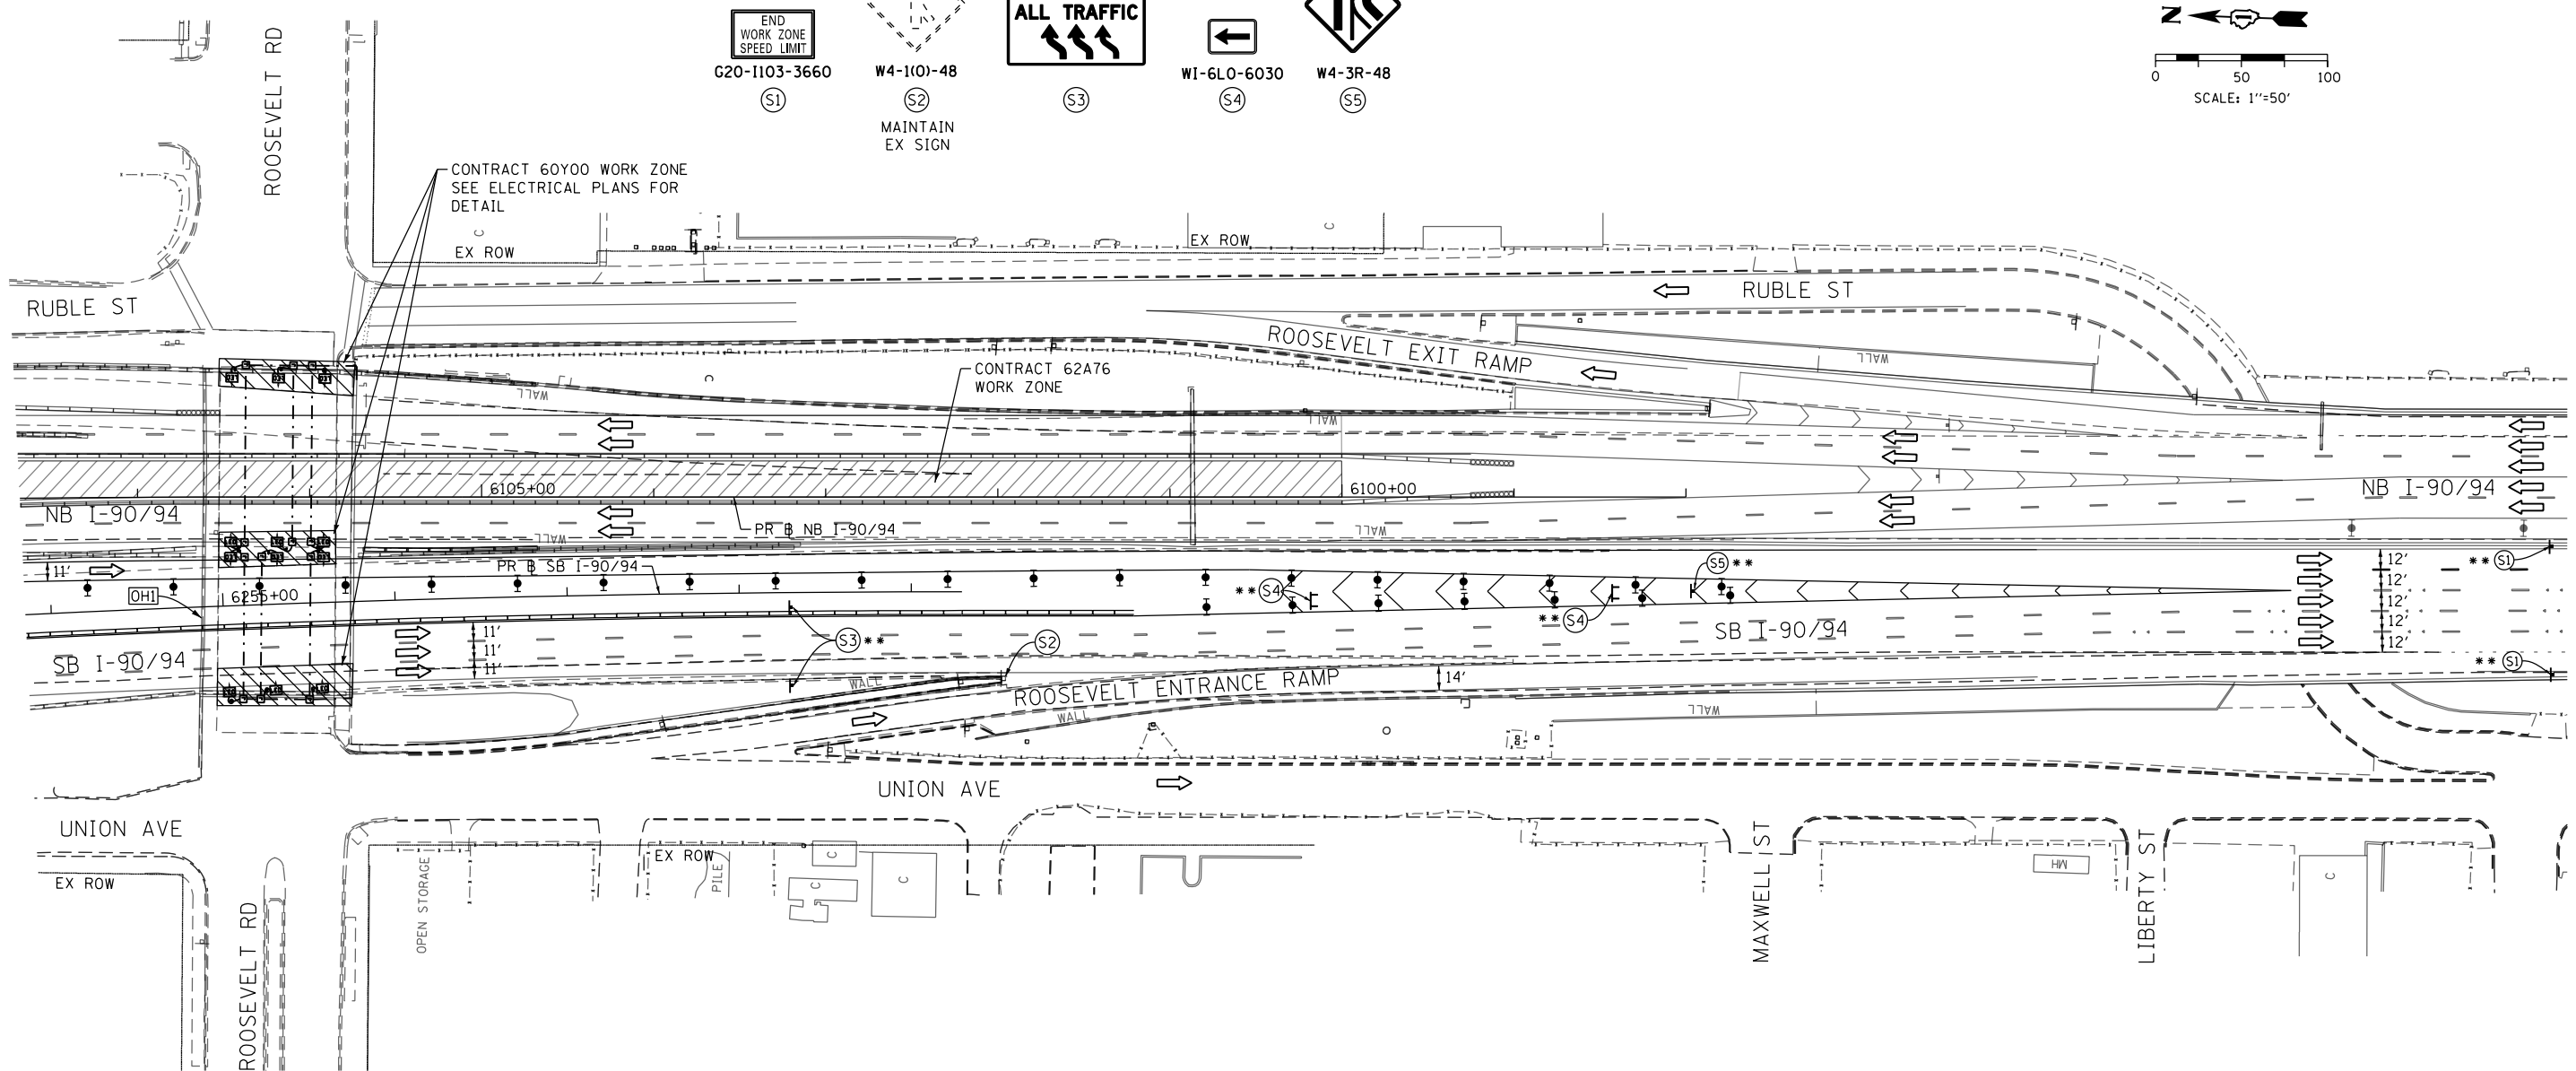 END
WORK ZONE
SPEED LIMIT
G20-I103-3660
S1
W4-1(O)-48
S2
MAINTAIN
EX SIGN
ALL TRAFFIC
S3
WI-6LO-6030
S4
W4-3R-48
S5
N
0 50 100
SCALE: 1''=50'
ROOSEVELT RD
CONTRACT 60Y00 WORK ZONE
SEE ELECTRICAL PLANS FOR
DETAIL
C
EX ROW
EX ROW
C
RUBLE ST
RUBLE ST
ROOSEVELT EXIT RAMP
WALL
CONTRACT 62A76
WORK ZONE
WALL
WALL
6105+00
6100+00
NB I-90/94
NB I-90/94
PR B NB I-90/94
WALL
WALL
11'
PR B SB I-90/94
S5 **
12'
12'
12'
12'
12'
** S1
OH1
6255+00
** S4
** S4
S3 **
S2
11'
11'
11'
SB I-90/94
SB I-90/94
** S1
WALL
ROOSEVELT ENTRANCE RAMP
14'
WALL
WALL
UNION AVE
UNION AVE
EX ROW
EX ROW
OPEN STORAGE
PILE
C
C
C
MAXWELL ST
MH
LIBERTY ST
C
ROOSEVELT RD